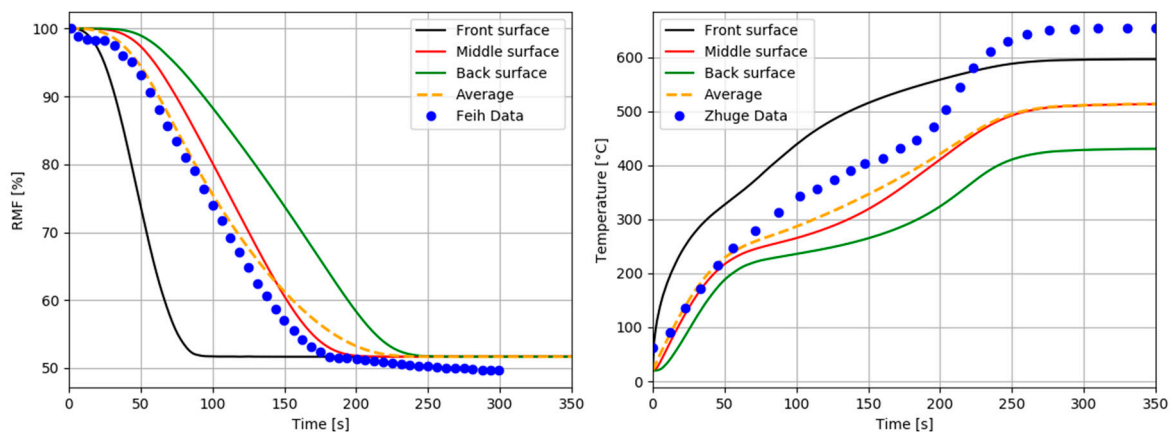 100
90
80
70
60
50
RMF [%]
0 50 100 150 200 250 300 350
Time [s]
Front surface
Middle surface
Back surface
Average
Feih Data
600
500
400
300
200
100
0
Temperature [°C]
0 50 100 150 200 250 300 350
Time [s]
Front surface
Middle surface
Back surface
Average
Zhuge Data